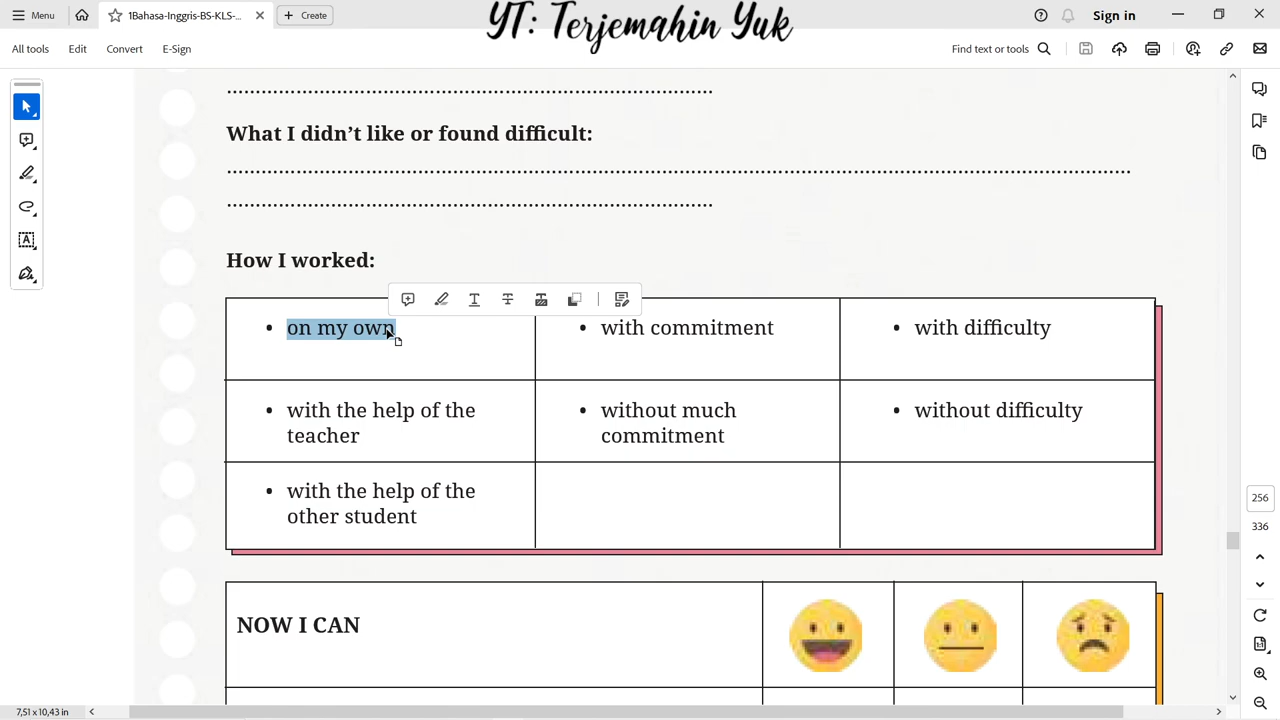 Menu
1Bahasa-Inggris-BS-KLS-...
Create
YT: Terjemahin Yuk
Sign in
All tools
Edit
Convert
E-Sign
Find text or tools
................................................................................
What I didn't like or found difficult:
................................................................................
................................................................................
How I worked:
• on my own
• with commitment
• with difficulty
• with the help of the
teacher
• without much
commitment
• without difficulty
• with the help of the
other student
NOW I CAN
256
336
7,51 x 10,43 in